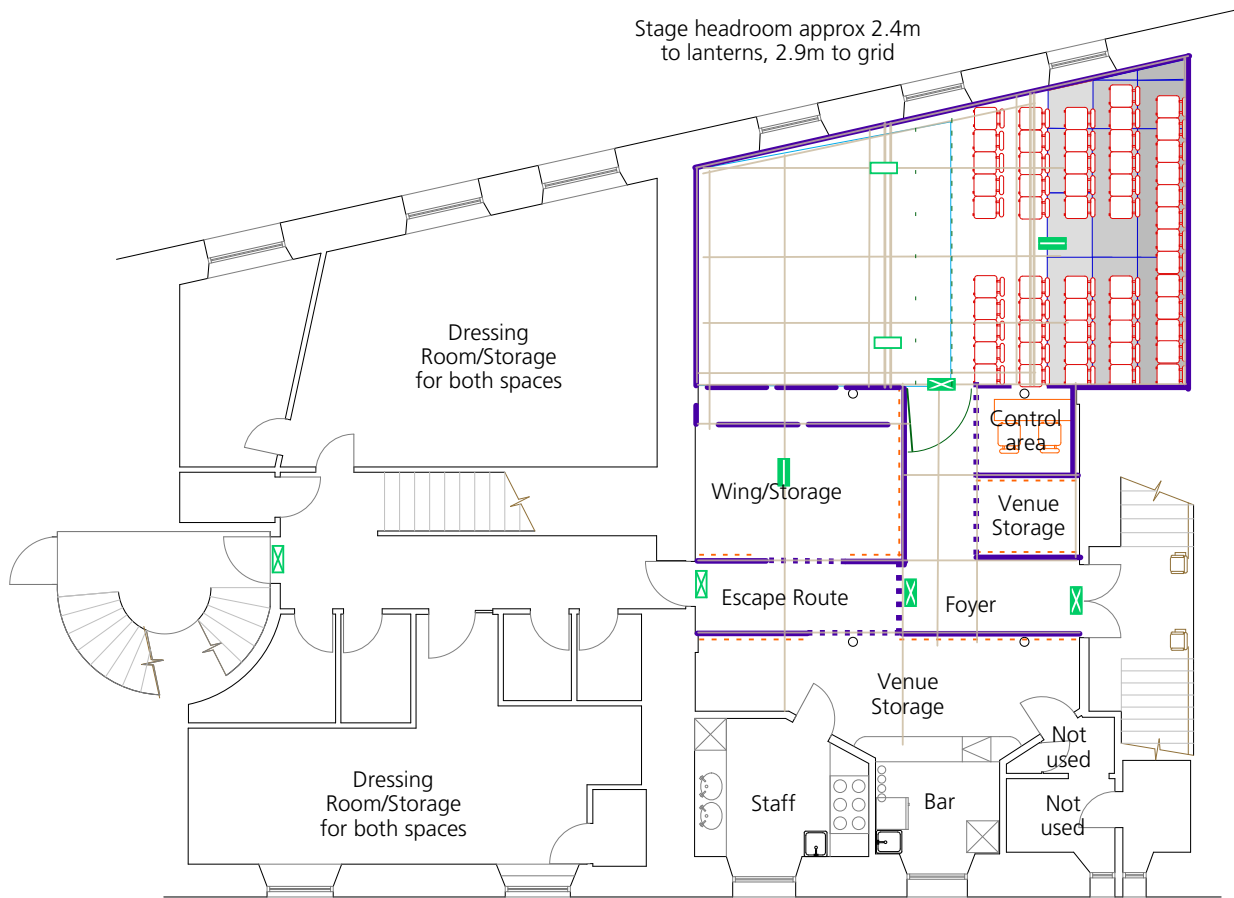 Stage headroom approx 2.4m
to lanterns, 2.9m to grid
Dressing
Room/Storage
for both spaces
Control
area
Wing/Storage
Venue
Storage
Escape Route
Foyer
Venue
Storage
Not
used
Dressing
Room/Storage
for both spaces
Staff
Bar
Not
used